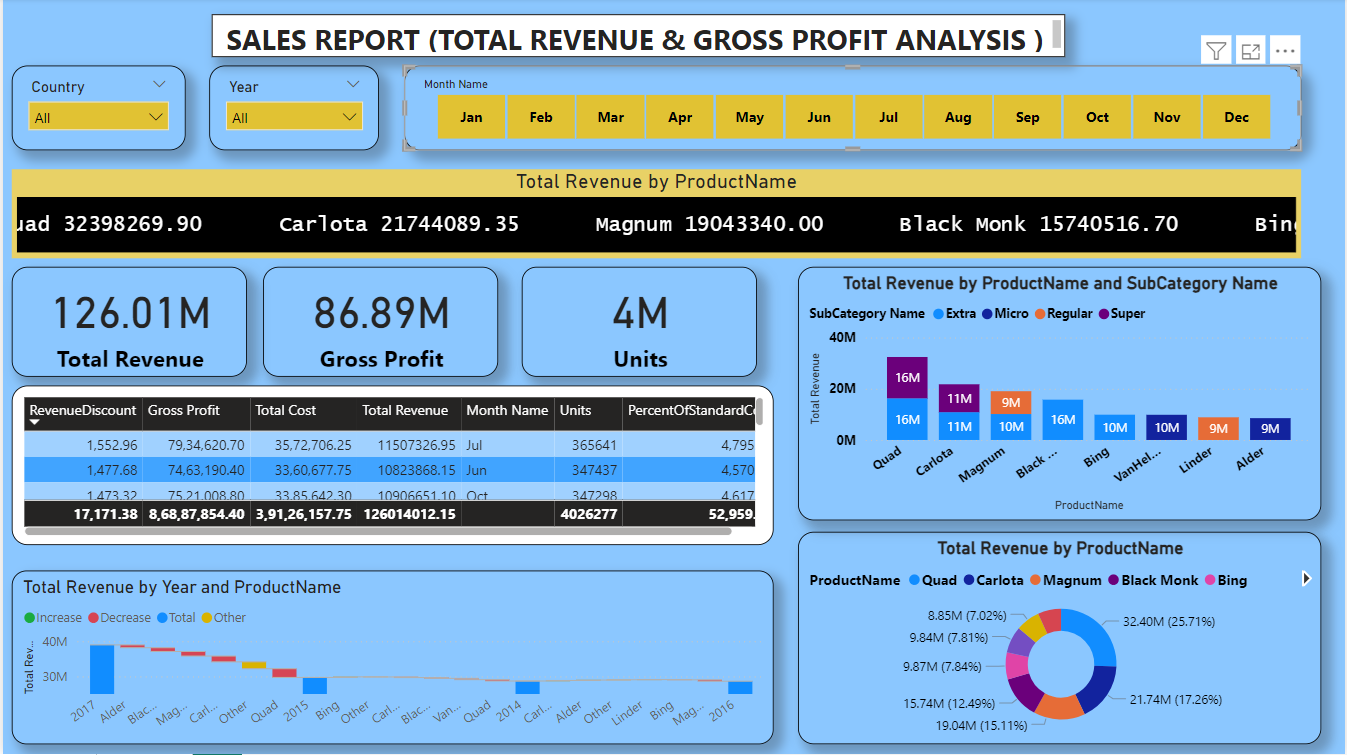 SALES REPORT (TOTAL REVENUE & GROSS PROFIT ANALYSIS )
Country
All
Year
All
Month Name
Jan Feb Mar Apr May Jun Jul Aug Sep Oct Nov Dec
Total Revenue by ProductName
uad 32398269.90 Carlota 21744089.35 Magnum 19043340.00 Black Monk 15740516.70 Bing
126.01M
Total Revenue
86.89M
Gross Profit
4M
Units
RevenueDiscount Gross Profit Total Cost Total Revenue Month Name Units PercentOfStandardCo
1,552.96 79,34,620.70 35,72,706.25 11507326.95 Jul 365641 4,795
1,477.68 74,63,190.40 33,60,677.75 10823868.15 Jun 347437 4,570
1,473.32 75,21,008.80 33,85,642.30 10906651.10 Oct 347298 4,617
17,171.38 8,68,87,854.40 3,91,26,157.75 126014012.15 4026277 52,959.
Total Revenue by ProductName and SubCategory Name
SubCategory Name Extra Micro Regular Super
Total Revenue
40M
20M
0M
16M 11M 9M
16M 11M 10M 16M 10M 10M 9M 9M
Quad Carlota Magnum Black ... Bing VanHel... Linder Alder
ProductName
Total Revenue by Year and ProductName
Increase Decrease Total Other
Total Rev...
40M
30M
2017 Alder Blac... Mag... Carl... Other Quad 2015 Bing Other Carl... Blac... Van... Quad 2014 Carl... Alder Other Linder Bing Mag... 2016
Total Revenue by ProductName
ProductName Quad Carlota Magnum Black Monk Bing
32.40M (25.71%)
21.74M (17.26%)
19.04M (15.11%)
15.74M (12.49%)
9.87M (7.84%)
9.84M (7.81%)
8.85M (7.02%)